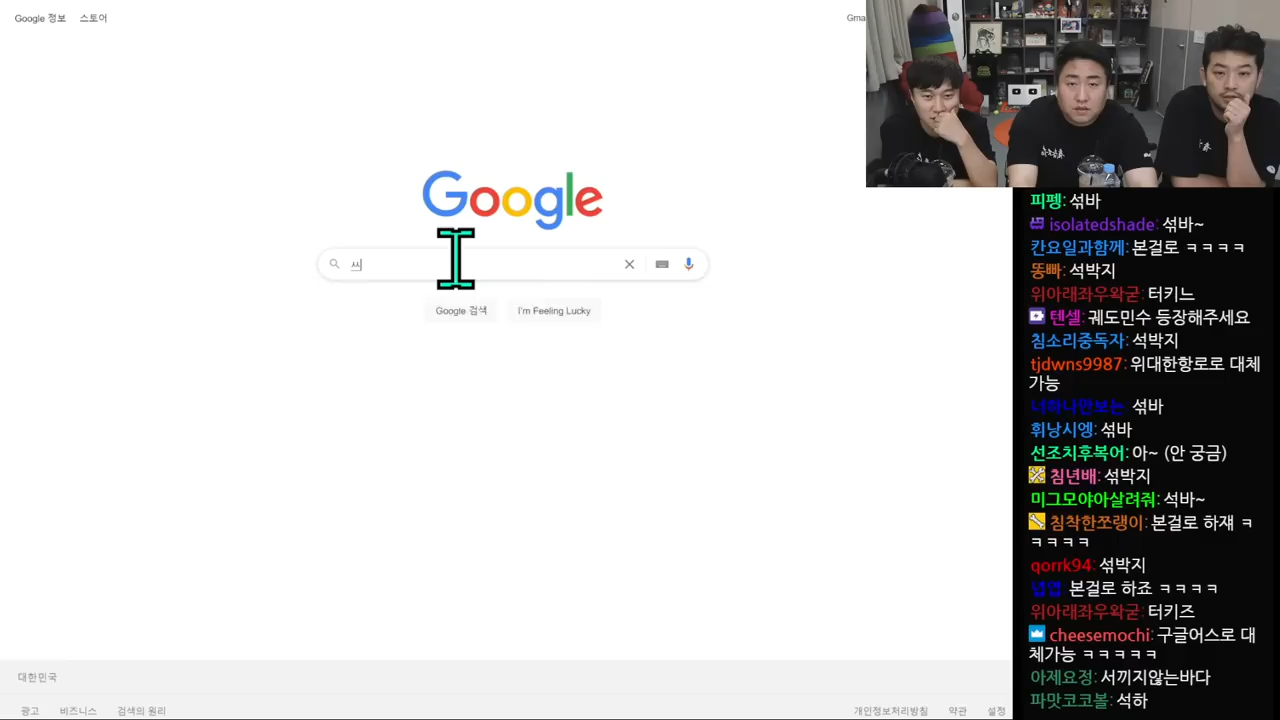 Google 정보 스토어
Gma
Google
씨
Google 검색 I'm Feeling Lucky
대한민국
광고 비즈니스 검색의 원리 개인정보처리방침 약관 설정
피펭: 섞바
isolatedshade: 섞바~
칸요일과함께: 본걸로 ㅋㅋㅋㅋ
똥빠: 석박지
위아래좌우왁굳: 터키느
텐셀: 궤도민수 등장해주세요
침소리중독자: 석박지
tjdwns9987: 위대한항로로 대체
가능
너하나만보는 섞바
휘낭시엥: 섞바
선조치후복어: 아~ (안 궁금)
침년배: 섞박지
미그모야아살려줘: 석바~
침착한쪼랭이: 본걸로 하쟤 ㅋ
ㅋㅋㅋㅋ
qorrk94: 섞박지
넙엽 본걸로 하죠 ㅋㅋㅋㅋ
위아래좌우왁굳: 터키즈
cheesemochi: 구글어스로 대
체가능 ㅋㅋㅋㅋㅋ
아제요정: 서끼지않는바다
파맛코코볼: 석하